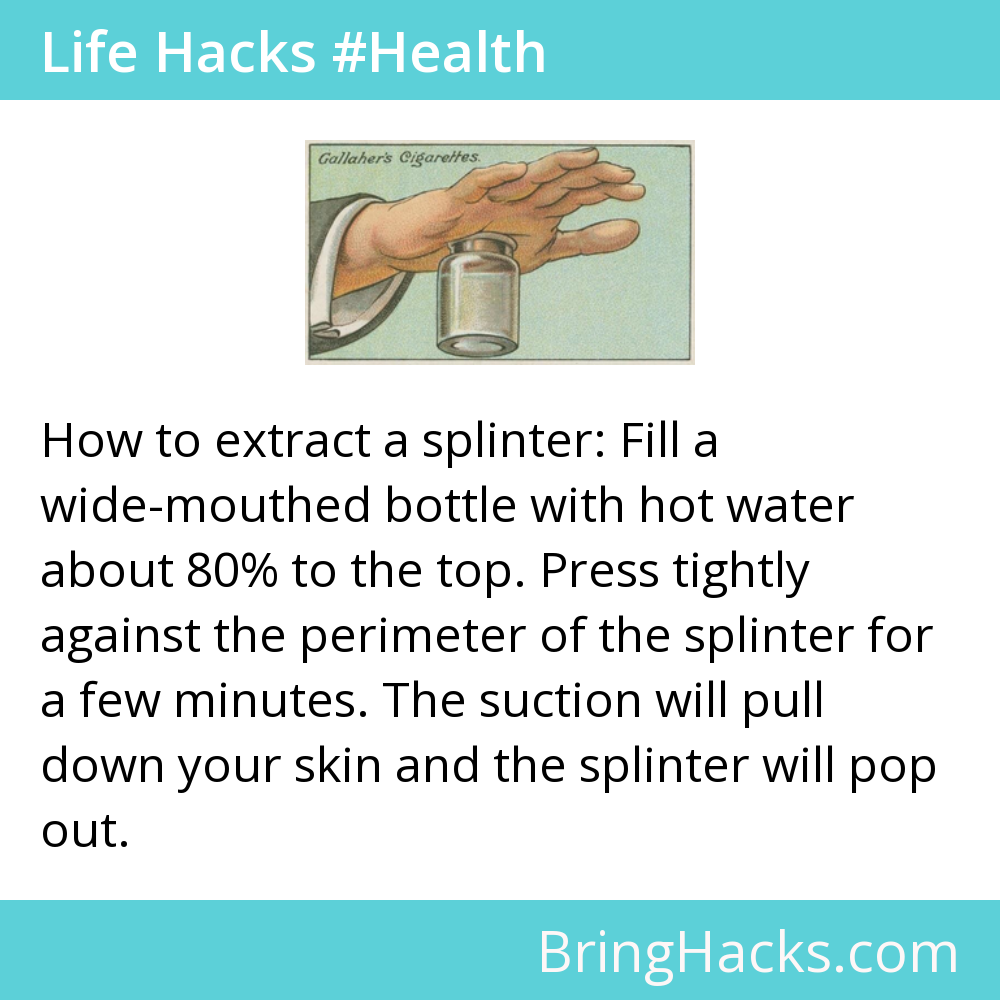 Life Hacks #Health
Gallaher's Cigarettes.
How to extract a splinter: Fill a
wide-mouthed bottle with hot water
about 80% to the top. Press tightly
against the perimeter of the splinter for
a few minutes. The suction will pull
down your skin and the splinter will pop
out.
BringHacks.com